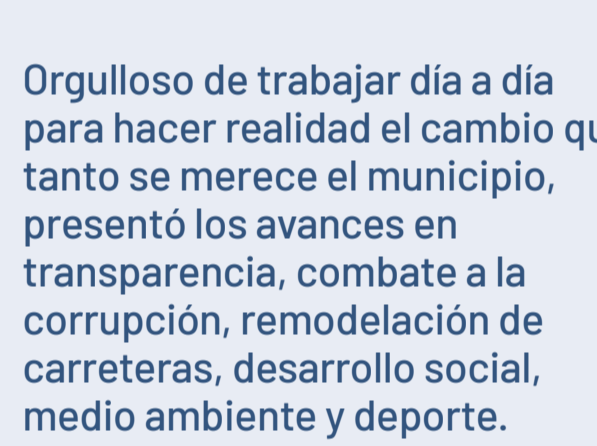 Orgulloso de trabajar día a día
para hacer realidad el cambio qu
tanto se merece el municipio,
presentó los avances en
transparencia, combate a la
corrupción, remodelación de
carreteras, desarrollo social,
medio ambiente y deporte.